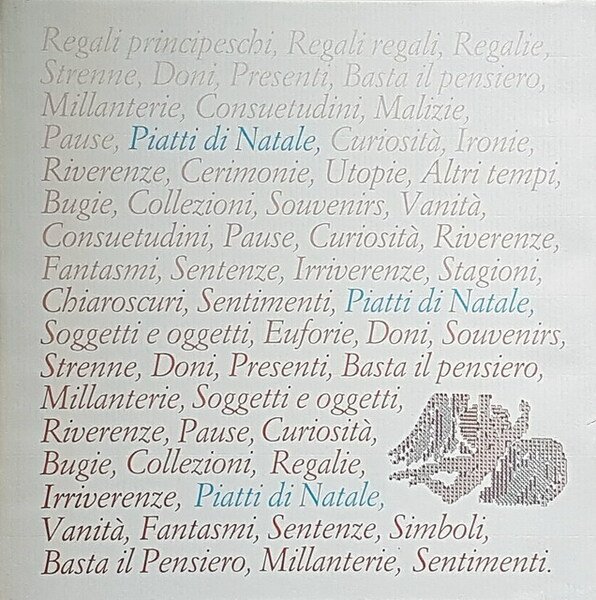 Regali principeschi, Regali regali, Regalie,
Strenne, Doni, Presenti, Basta il pensiero,
Millanterie, Consuetudini, Malizie,
Pause, Piatti di Natale, Curiosità, Ironie,
Riverenze, Cerimonie, Utopie, Altri tempi,
Bugie, Collezioni, Souvenirs, Vanità,
Consuetudini, Pause, Curiosità, Riverenze,
Fantasmi, Sentenze, Irriverenze, Stagioni,
Chiaroscuri, Sentimenti, Piatti di Natale,
Soggetti e oggetti, Euforie, Doni, Souvenirs,
Strenne, Doni, Presenti, Basta il pensiero,
Millanterie, Soggetti e oggetti,
Riverenze, Pause, Curiosità,
Bugie, Collezioni, Regalie,
Irriverenze, Piatti di Natale,
Vanità, Fantasmi, Sentenze, Simboli,
Basta il Pensiero, Millanterie, Sentimenti.